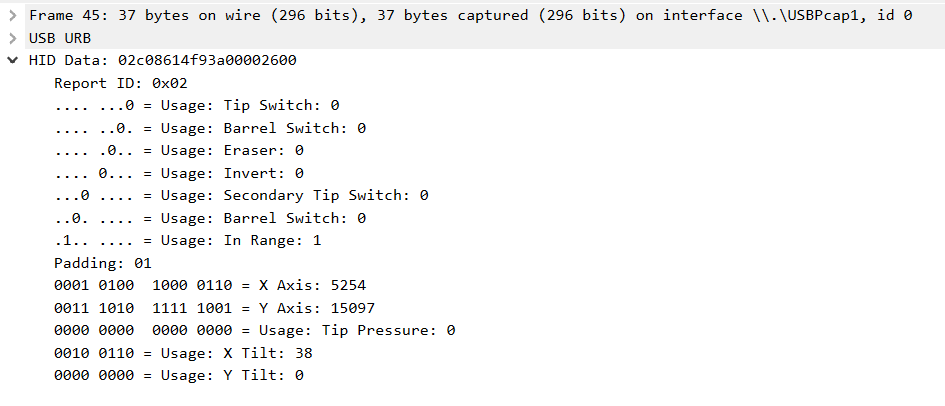 Frame 45: 37 bytes on wire (296 bits), 37 bytes captured (296 bits) on interface \\.\USBPcap1, id 0
USB URB
HID Data: 02c08614f93a00002600
Report ID: 0x02
.... ...0 = Usage: Tip Switch: 0
.... ..0. = Usage: Barrel Switch: 0
.... .0.. = Usage: Eraser: 0
.... 0... = Usage: Invert: 0
...0 .... = Usage: Secondary Tip Switch: 0
..0. .... = Usage: Barrel Switch: 0
.1.. .... = Usage: In Range: 1
Padding: 01
0001 0100  1000 0110 = X Axis: 5254
0011 1010  1111 1001 = Y Axis: 15097
0000 0000  0000 0000 = Usage: Tip Pressure: 0
0010 0110 = Usage: X Tilt: 38
0000 0000 = Usage: Y Tilt: 0